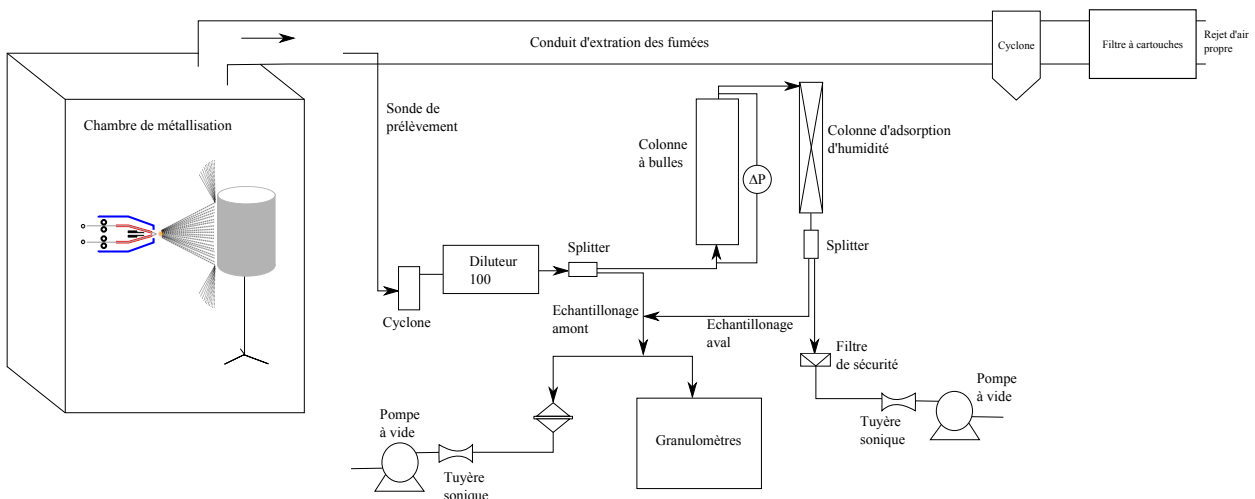 Conduit d'extration des fumées
Cyclone
Filtre à cartouches
Rejet d'air
propre
Chambre de métallisation
Sonde de
prélèvement
Colonne
à bulles
ΔP
Colonne d'adsorption
d'humidité
Splitter
Diluteur
100
Splitter
Cyclone
Echantillonage
amont
Echantillonage
aval
Filtre
de sécurité
Pompe
à vide
Tuyère
sonique
Pompe
à vide
Tuyère
sonique
Granulomètres